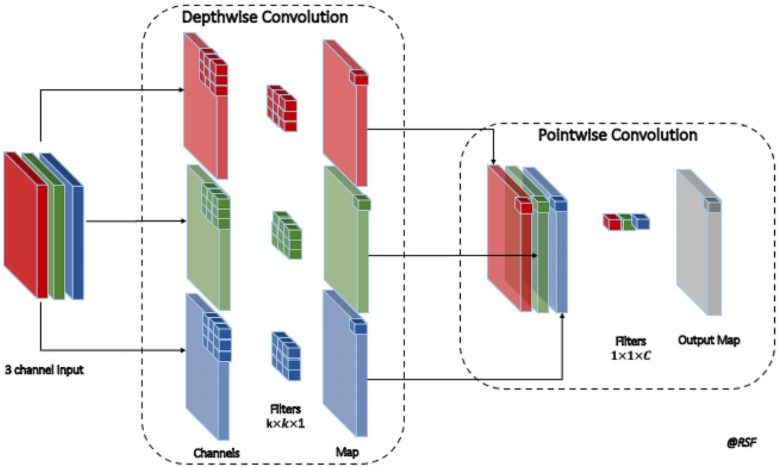 Depthwise Convolution
Pointwise Convolution
3 channel input
Filters
k×k×1
Channels
Map
Filters
1×1×C
Output Map
@RSF